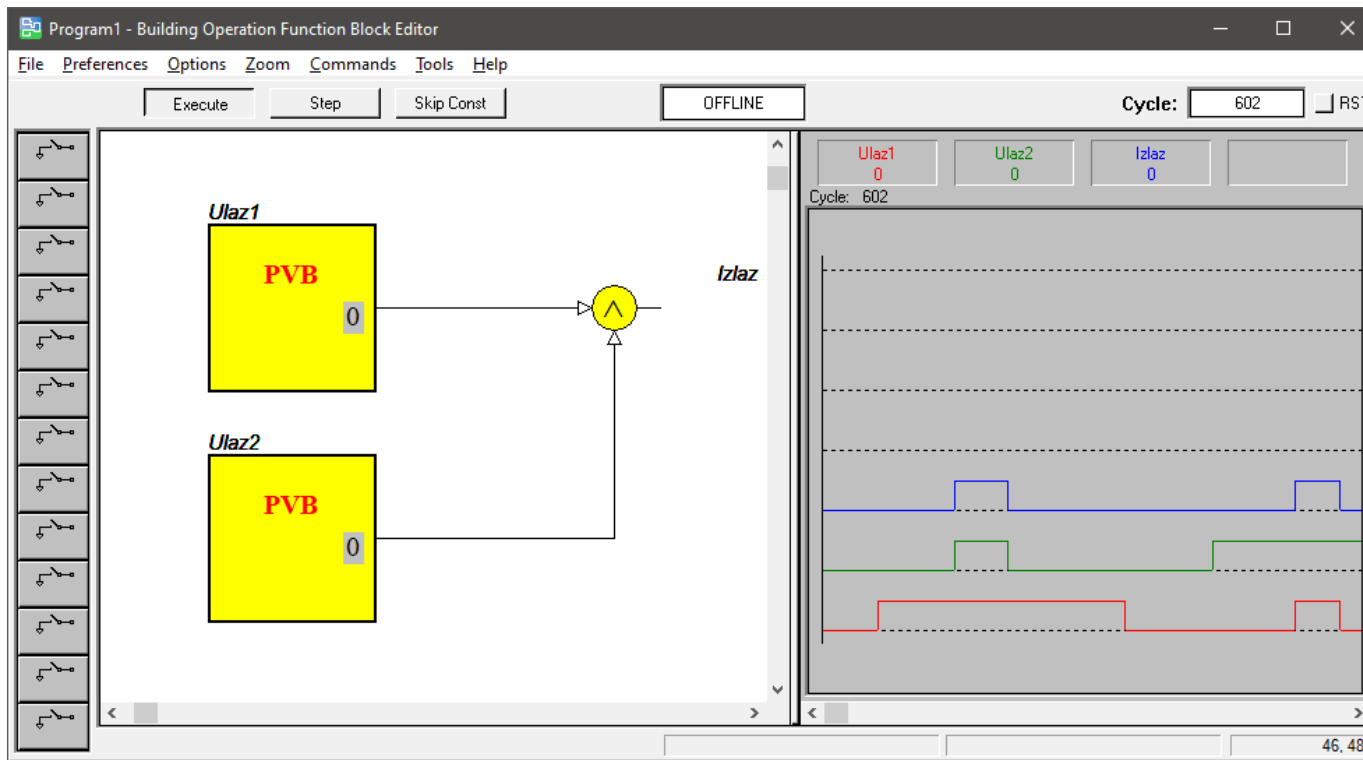 Program1 - Building Operation Function Block Editor
File Preferences Options Zoom Commands Tools Help
Execute Step Skip Const OFFLINE Cycle: 602 RST
Ulaz1 Ulaz2 Izlaz
0 0 0
Cycle: 602
Ulaz1
PVB
0
Izlaz
Ulaz2
PVB
0
46, 48